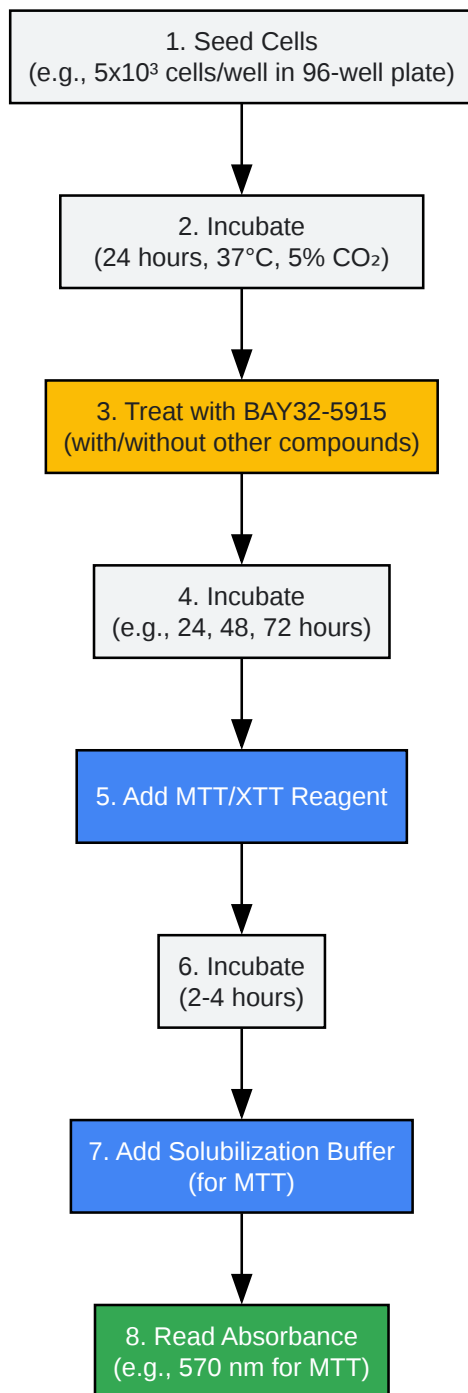 1. Seed Cells
(e.g., 5x10³ cells/well in 96-well plate)
2. Incubate
(24 hours, 37°C, 5% CO₂)
3. Treat with BAY32-5915
(with/without other compounds)
4. Incubate
(e.g., 24, 48, 72 hours)
5. Add MTT/XTT Reagent
6. Incubate
(2-4 hours)
7. Add Solubilization Buffer
(for MTT)
8. Read Absorbance
(e.g., 570 nm for MTT)